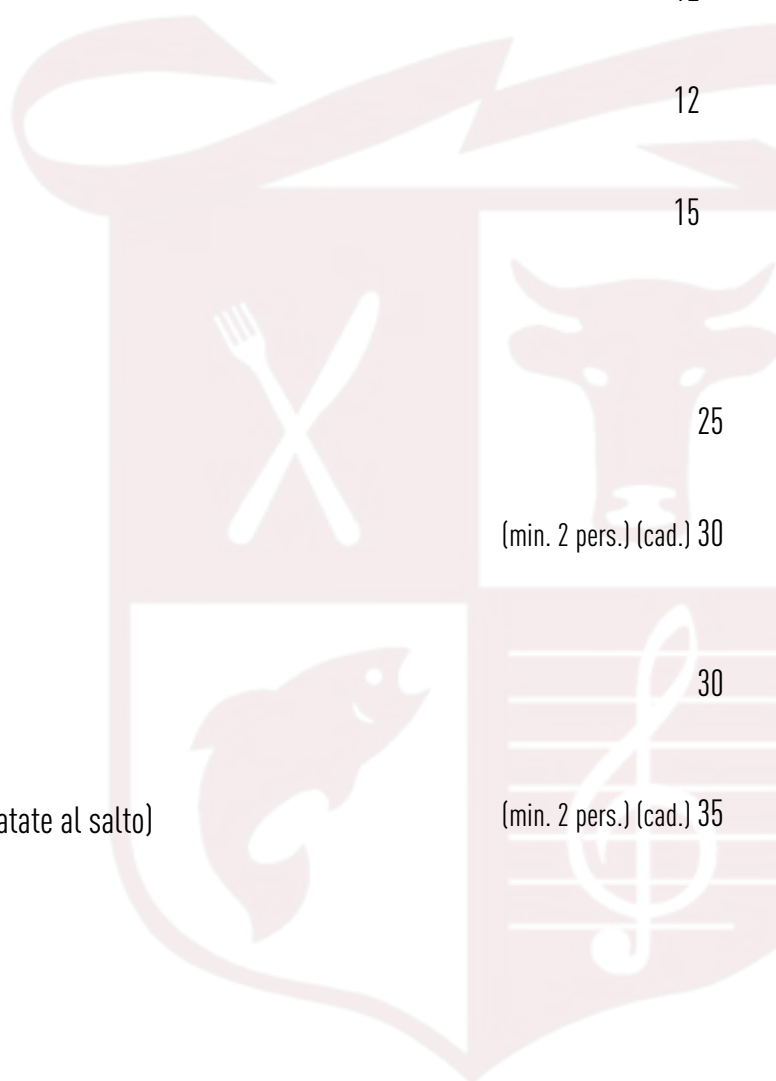 12
15
25
(min. 2 pers.) (cad.) 30
30
atate al salto) (min. 2 pers.) (cad.) 35